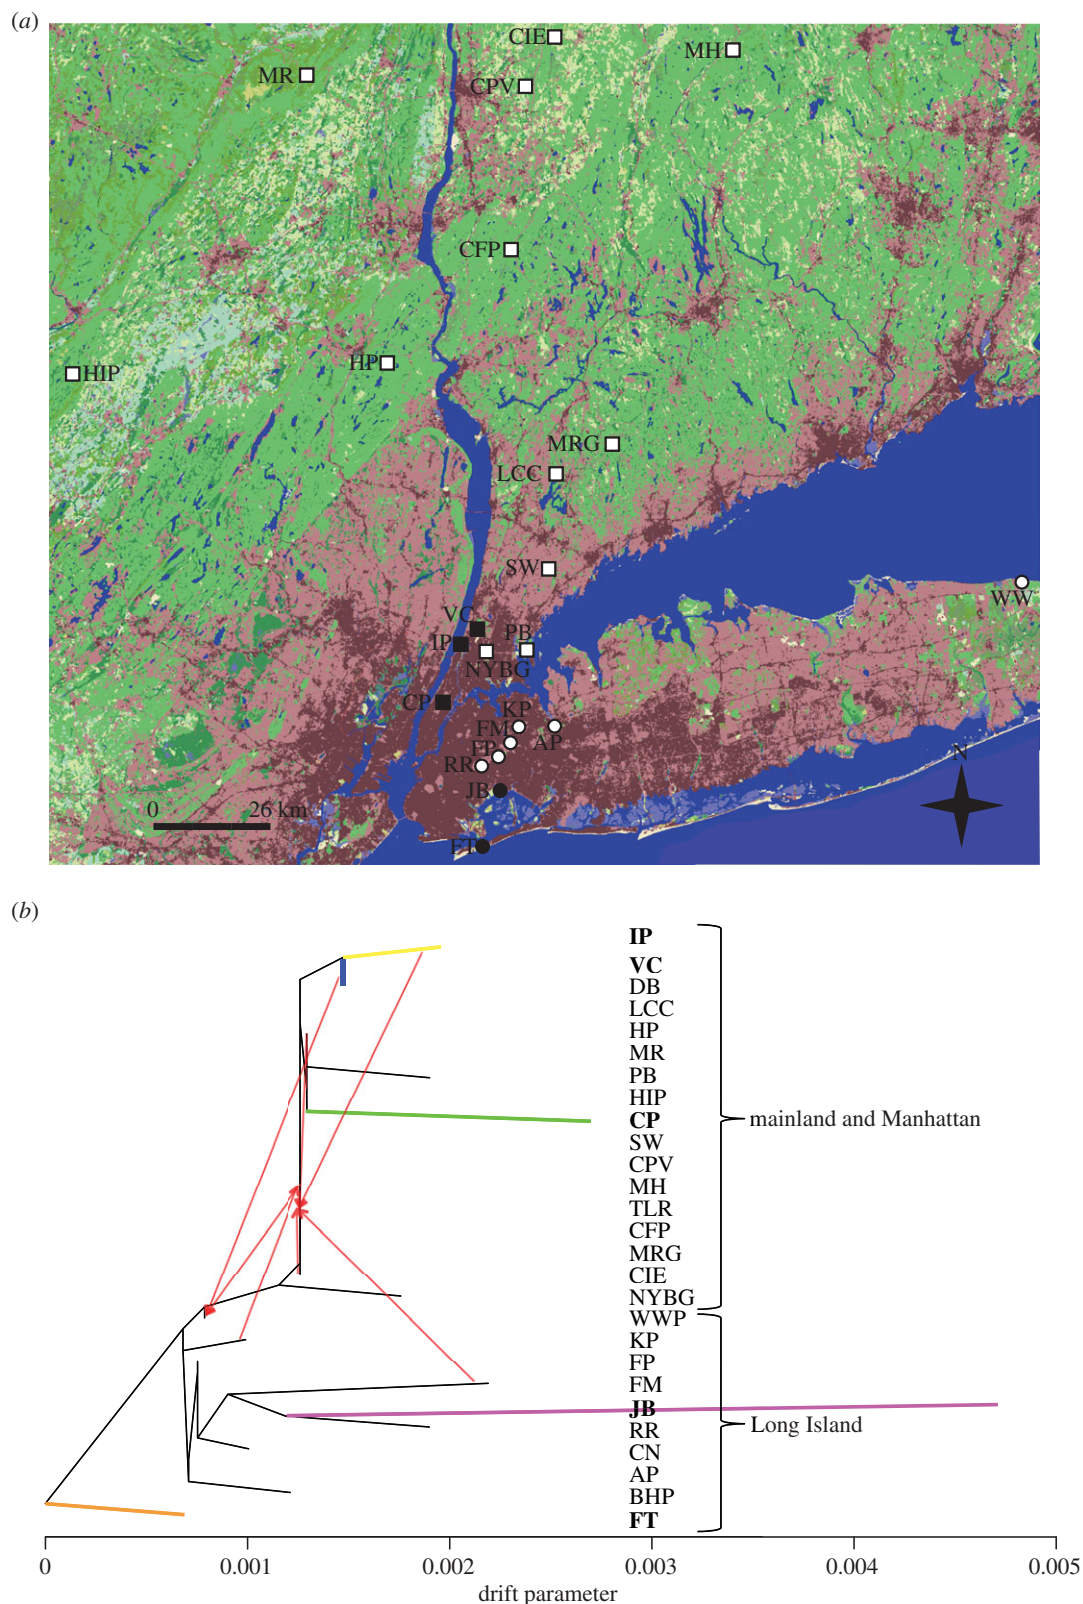 (a)
CIE
MH
MR
CPV
CFP
HP
HIP
MRG
LCC
SW
WW
VC
IP
PB
NYBG
CP
KP
FM
AP
FP
RR
N
JB
0 26 km
FT
(b)
IP
VC
DB
LCC
HP
MR
PB
HIP
CP
mainland and Manhattan
SW
CPV
MH
TLR
CFP
MRG
CIE
NYBG
WWP
KP
FP
FM
JB
Long Island
RR
CN
AP
BHP
FT
0 0.001 0.002 0.003 0.004 0.005
drift parameter